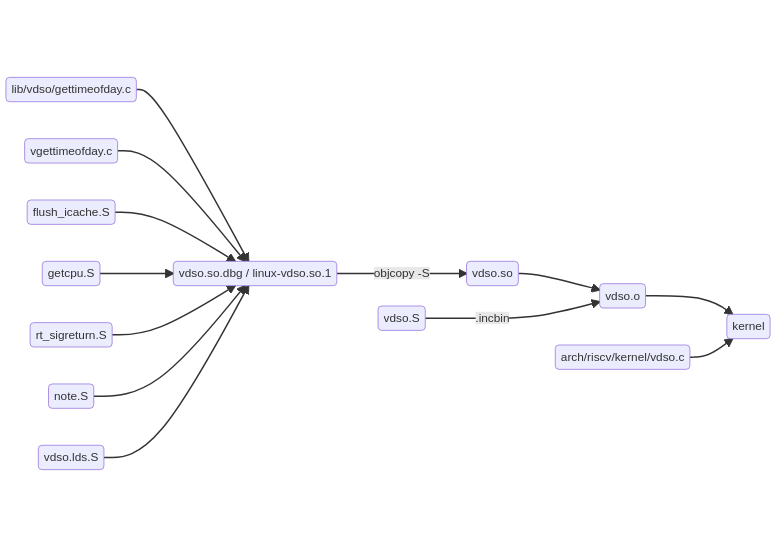 lib/vdso/gettimeofday.c
vgettimeofday.c
flush_icache.S
getcpu.S
vdso.so.dbg / linux-vdso.so.1
objcopy -S
vdso.so
vdso.o
vdso.S
.incbin
kernel
rt_sigreturn.S
arch/riscv/kernel/vdso.c
note.S
vdso.lds.S